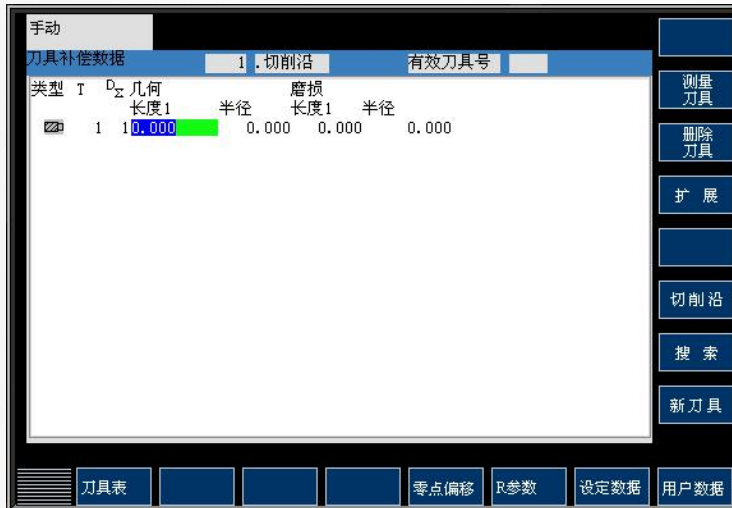 手动
刀具补偿数据 1 .切削沿 有效刀具号
类型 T D∑ 几何 磨损
长度1 半径 长度1 半径
1 1 0.000 0.000 0.000 0.000
测量
刀具
删除
刀具
扩 展
切削沿
搜 索
新刀具
刀具表 零点偏移 R参数 设定数据 用户数据